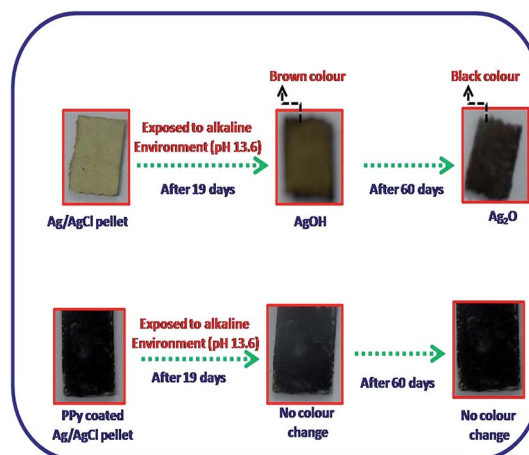 Brown colour
Black colour
Exposed to alkaline
Environment (pH 13.6)
After 19 days
After 60 days
Ag/AgCl pellet
AgOH
Ag₂O
Exposed to alkaline
Environment (pH 13.6)
After 19 days
After 60 days
PPy coated
Ag/AgCl pellet
No colour
change
No colour
change